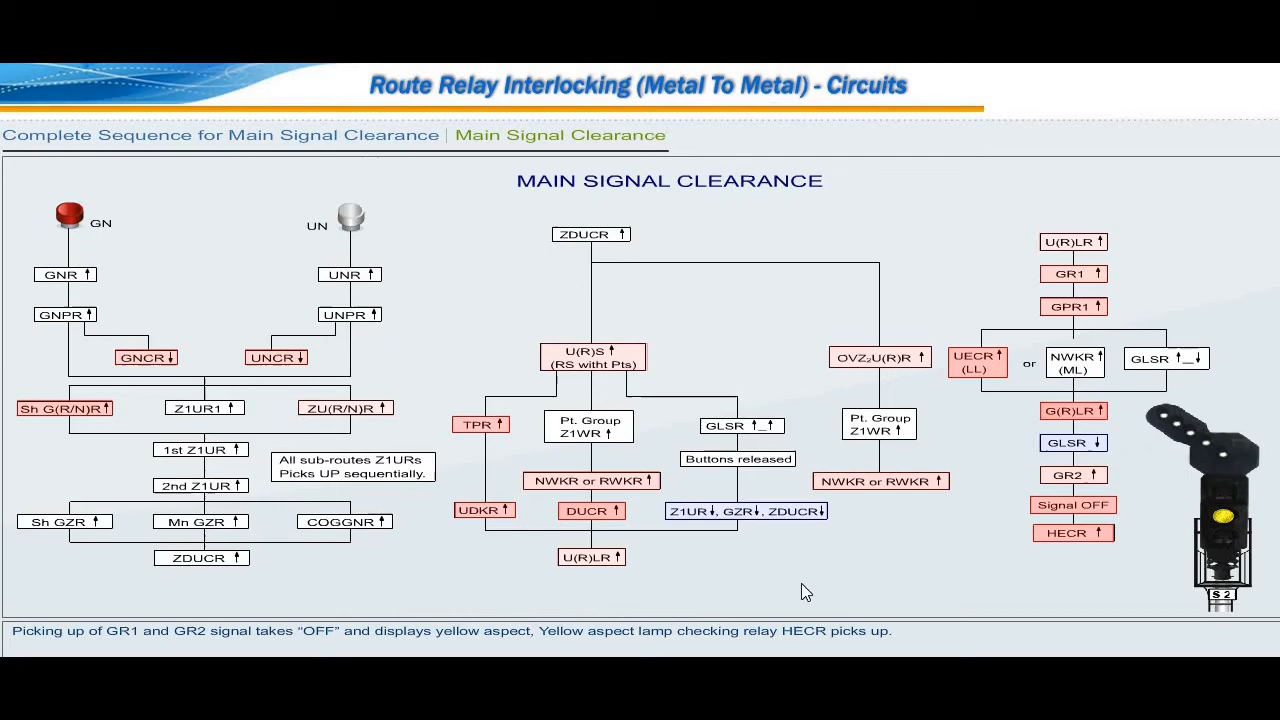 Route Relay Interlocking (Metal To Metal) - Circuits
Complete Sequence for Main Signal Clearance | Main Signal Clearance
MAIN SIGNAL CLEARANCE
GN
UN
GNR ↑
UNR ↑
GNPR ↑
UNPR ↑
GNCR ↓
UNCR ↓
Sh G(R/N)R ↑
Z1UR1 ↑
ZU(R/N)R ↑
1st Z1UR ↑
2nd Z1UR ↑
All sub-routes Z1URs
Picks UP sequentially.
Sh GZR ↑
Mn GZR ↑
COGGNR ↑
ZDUCR ↑
ZDUCR ↑
U(R)S ↑
(RS witht Pts)
OVZ₂U(R)R ↑
TPR ↑
Pt. Group
Z1WR ↑
GLSR ↑_↑
Pt. Group
Z1WR ↑
Buttons released
NWKR or RWKR ↑
NWKR or RWKR ↑
UDKR ↑
DUCR ↑
Z1UR↓, GZR↓, ZDUCR↓
U(R)LR ↑
U(R)LR ↑
GR1 ↑
GPR1 ↑
UECR ↑
(LL)
or
NWKR ↑
(ML)
GLSR ↑_↓
G(R)LR ↑
GLSR ↓
GR2 ↑
Signal OFF
HECR ↑
S 2
Picking up of GR1 and GR2 signal takes “OFF” and displays yellow aspect, Yellow aspect lamp checking relay HECR picks up.